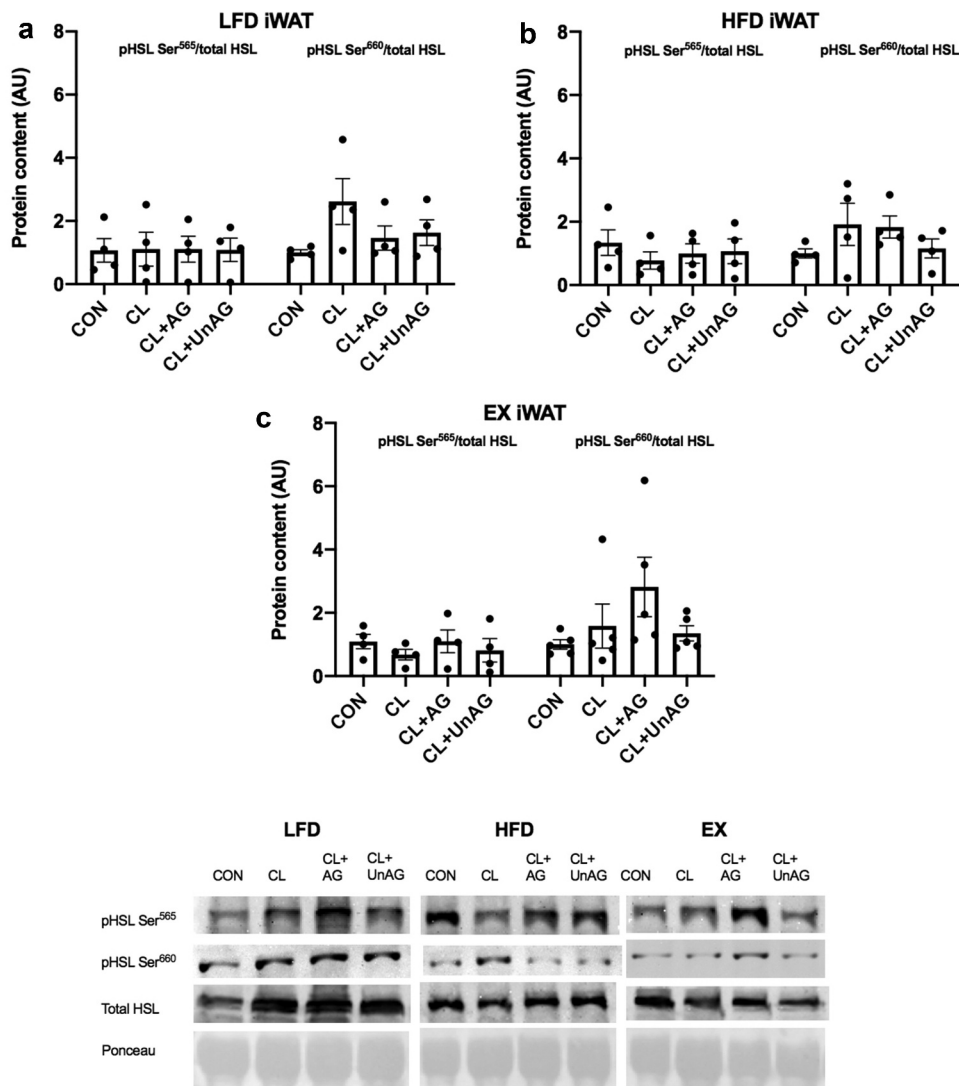 a
LFD iWAT
pHSL Ser⁵⁶⁵/total HSL
pHSL Ser⁶⁶⁰/total HSL
Protein content (AU)
8
6
4
2
0
CON
CL
CL+AG
CL+UnAG
CON
CL
CL+AG
CL+UnAG
b
HFD iWAT
pHSL Ser⁵⁶⁵/total HSL
pHSL Ser⁶⁶⁰/total HSL
Protein content (AU)
8
6
4
2
0
CON
CL
CL+AG
CL+UnAG
CON
CL
CL+AG
CL+UnAG
c
EX iWAT
pHSL Ser⁵⁶⁵/total HSL
pHSL Ser⁶⁶⁰/total HSL
Protein content (AU)
8
6
4
2
0
CON
CL
CL+AG
CL+UnAG
CON
CL
CL+AG
CL+UnAG
LFD HFD EX
CON CL CL+ AG CL+ UnAG CON CL CL+ AG CL+ UnAG CON CL CL+ AG CL+ UnAG
pHSL Ser⁵⁶⁵
pHSL Ser⁶⁶⁰
Total HSL
Ponceau